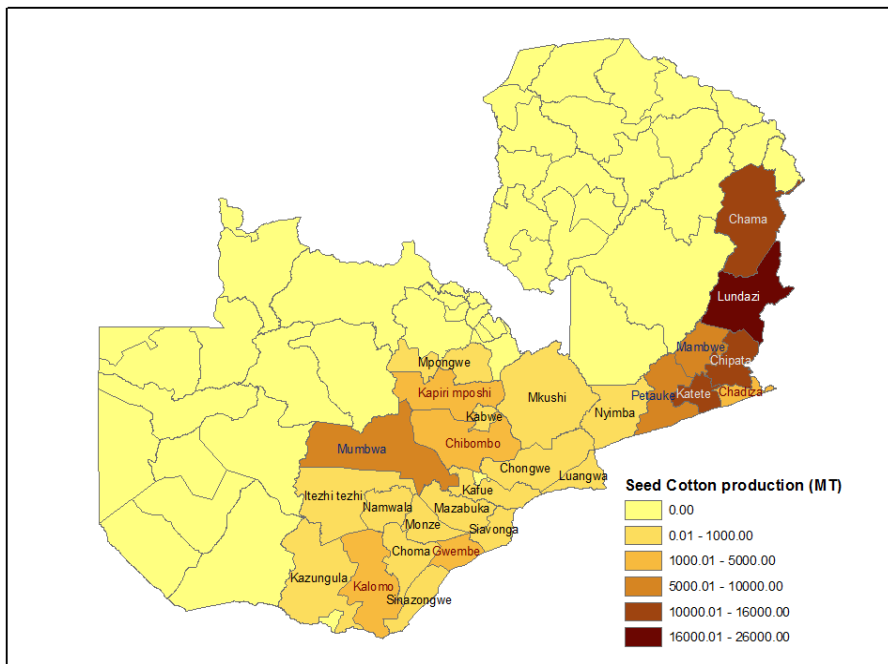 Chama
Lundazi
Mambwe
Chipata
Mpongwe
Kapiri mposhi
Mkushi
Petauke
Katete
Chadiza
Nyimba
Kabwe
Chibombo
Mumbwa
Chongwe
Luangwa
Kafue
Itezhi tezhi
Namwala
Mazabuka
Monze
Siavonga
Choma
Gwembe
Kazungula
Kalomo
Sinazongwe
Seed Cotton production (MT)
0.00
0.01 - 1000.00
1000.01 - 5000.00
5000.01 - 10000.00
10000.01 - 16000.00
16000.01 - 26000.00